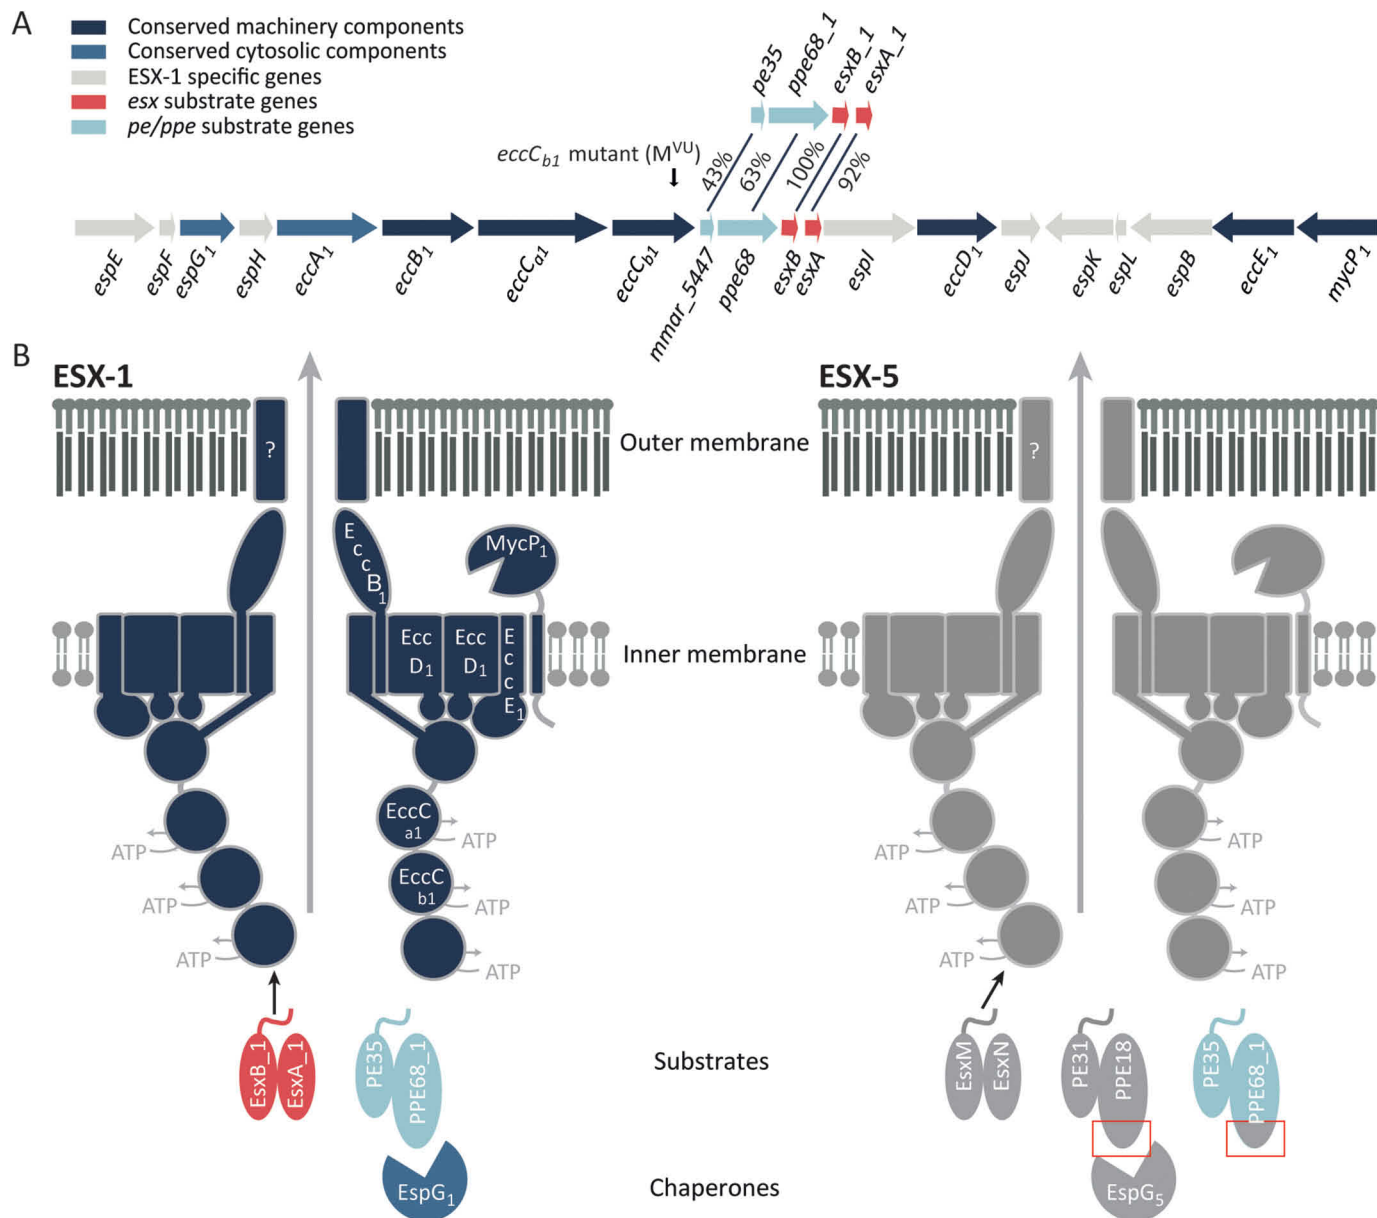 A
Conserved machinery components
Conserved cytosolic components
ESX-1 specific genes
esx substrate genes
pe/ppe substrate genes
pe35
ppe68_1
esxB_1
esxA_1
eccCb1 mutant (MVU)
43%
63%
100%
92%
espE
espF
espG1
espH
eccA1
eccB1
eccCa1
eccCb1
mmar_5447
ppe68
esxB
esxA
espI
eccD1
espJ
espK
espL
espB
eccE1
mycP1
B
ESX-1
ESX-5
?
Outer membrane
?
EccB1
MycP1
Ecc
D1
Ecc
D1
EccE1
Inner membrane
EccC
a1
ATP
ATP
EccC
b1
ATP
ATP
ATP
ATP
ATP
ATP
ATP
ATP
ATP
ATP
EsxB_1
EsxA_1
PE35
PPE68_1
Substrates
EsxM
EsxN
PE31
PPE18
PE35
PPE68_1
EspG1
Chaperones
EspG5